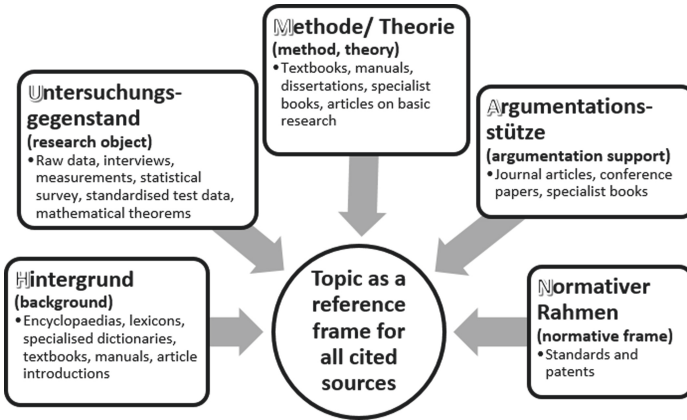 Methode/ Theorie
(method, theory)
•Textbooks, manuals,
dissertations, specialist
books, articles on basic
research
Untersuchungs-
gegenstand
(research object)
•Raw data, interviews,
measurements, statistical
survey, standardised test data,
mathematical theorems
Argumentations-
stütze
(argumentation support)
•Journal articles, conference
papers, specialist books
Hintergrund
(background)
•Encyclopaedias, lexicons,
specialised dictionaries,
textbooks, manuals, article
introductions
Topic as a
reference
frame for
all cited
sources
Normativer
Rahmen
(normative frame)
•Standards and
patents